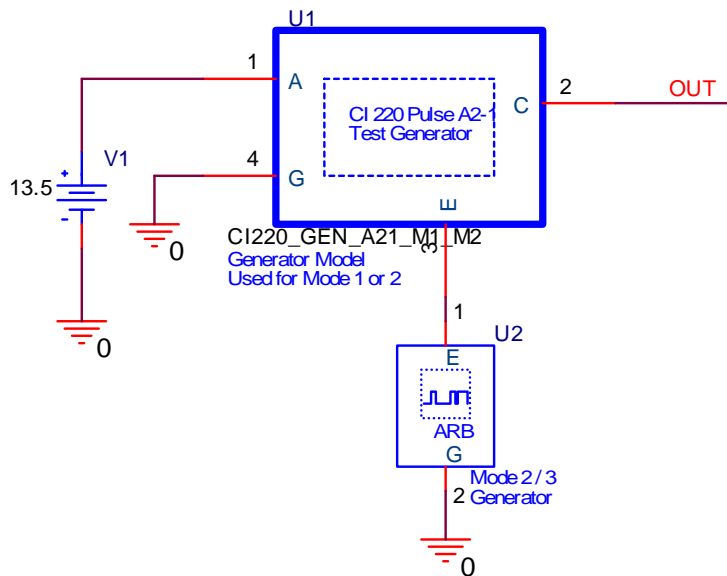 U1
1
A
CI 220 Pulse A2-1
Test Generator
C
2
OUT
+
V1
13.5
-
4
G
E
0
CI220_GEN_A21_M1_M2
3
Generator Model
Used for Mode 1 or 2
0
1
U2
E
ARB
G
2
Mode 2 / 3
Generator
0